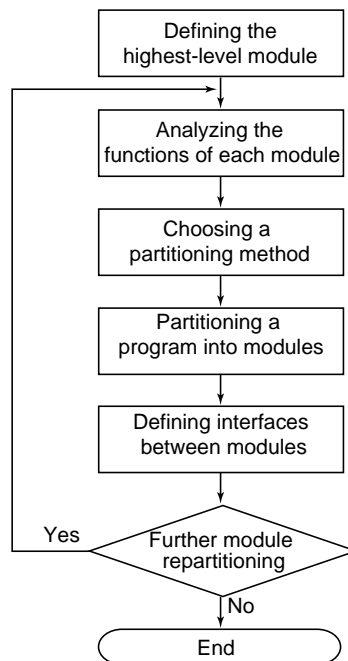 Defining the
highest-level module
Analyzing the
functions of each module
Choosing a
partitioning method
Partitioning a
program into modules
Defining interfaces
between modules
Yes
Further module
repartitioning
No
End